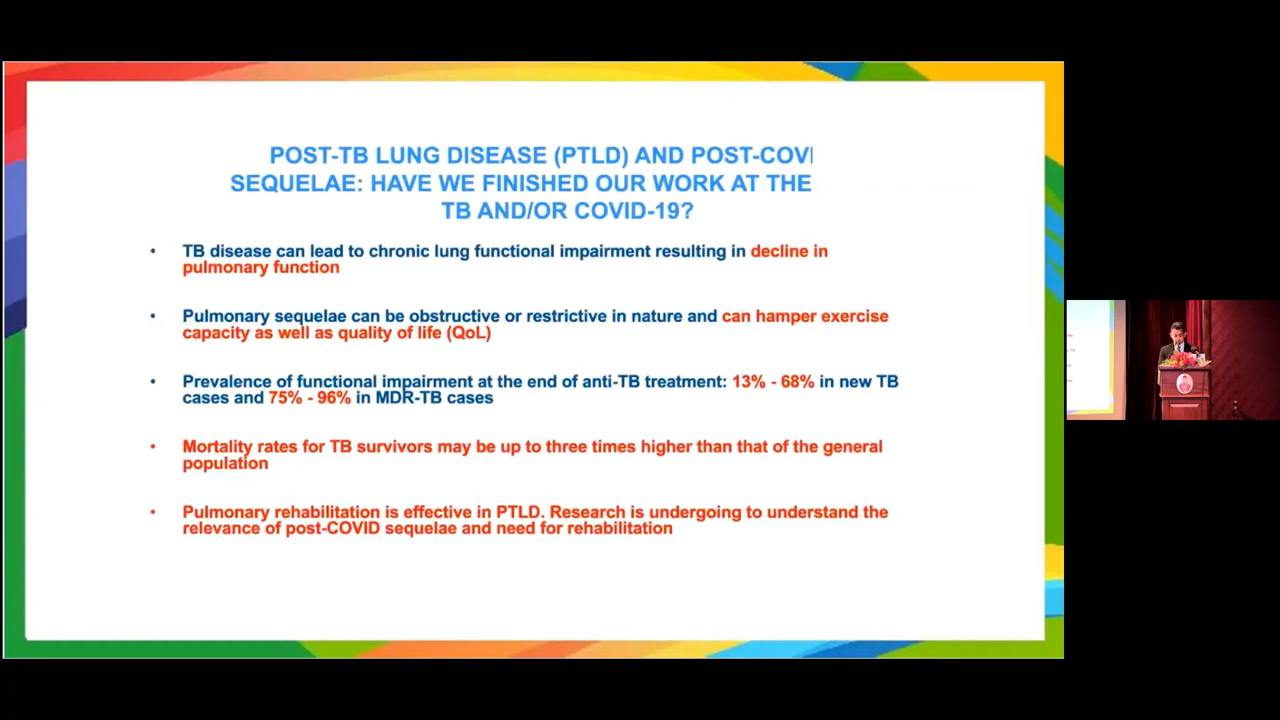 POST-TB LUNG DISEASE (PTLD) AND POST-COVI
SEQUELAE: HAVE WE FINISHED OUR WORK AT THE
TB AND/OR COVID-19?
• TB disease can lead to chronic lung functional impairment resulting in decline in
pulmonary function
• Pulmonary sequelae can be obstructive or restrictive in nature and can hamper exercise
capacity as well as quality of life (QoL)
• Prevalence of functional impairment at the end of anti-TB treatment: 13% - 68% in new TB
cases and 75% - 96% in MDR-TB cases
• Mortality rates for TB survivors may be up to three times higher than that of the general
population
• Pulmonary rehabilitation is effective in PTLD. Research is undergoing to understand the
relevance of post-COVID sequelae and need for rehabilitation